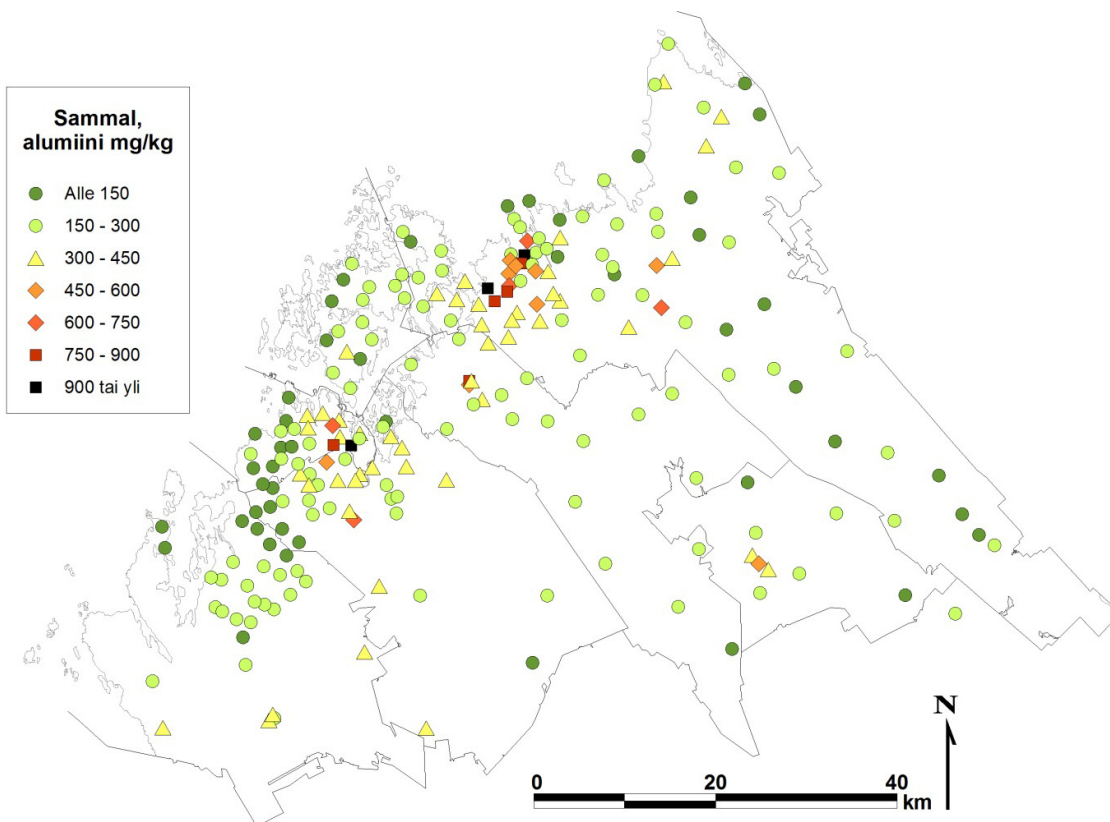 Sammal,
alumiini mg/kg
Alle 150
150 - 300
300 - 450
450 - 600
600 - 750
750 - 900
900 tai yli
N
0 20 40
km